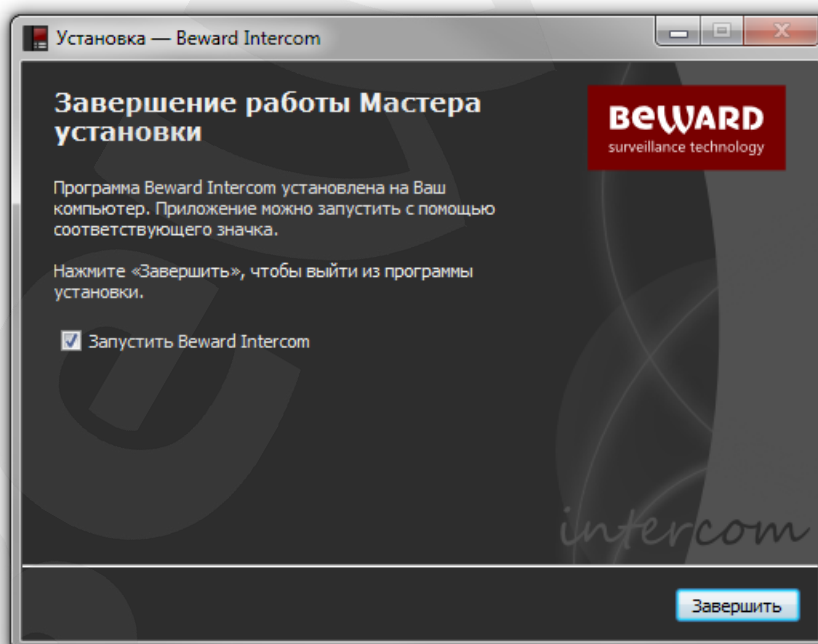 Установка — Beward Intercom
Завершение работы Мастера
установки
BEWARD
surveillance technology
Программа Beward Intercom установлена на Ваш
компьютер. Приложение можно запустить с помощью
соответствующего значка.
Нажмите «Завершить», чтобы выйти из программы
установки.
Запустить Beward Intercom
intercom
Завершить